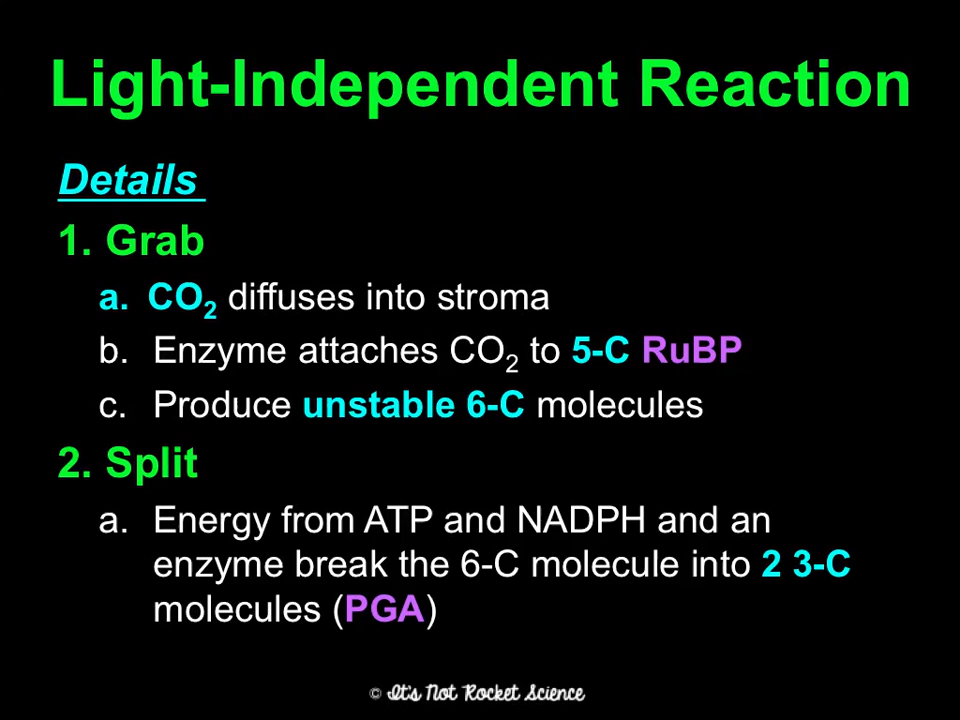 Light-Independent Reaction
Details
1. Grab
a. CO₂ diffuses into stroma
b. Enzyme attaches CO₂ to 5-C RuBP
c. Produce unstable 6-C molecules
2. Split
a. Energy from ATP and NADPH and an
enzyme break the 6-C molecule into 2 3-C
molecules (PGA)
© It's Not Rocket Science